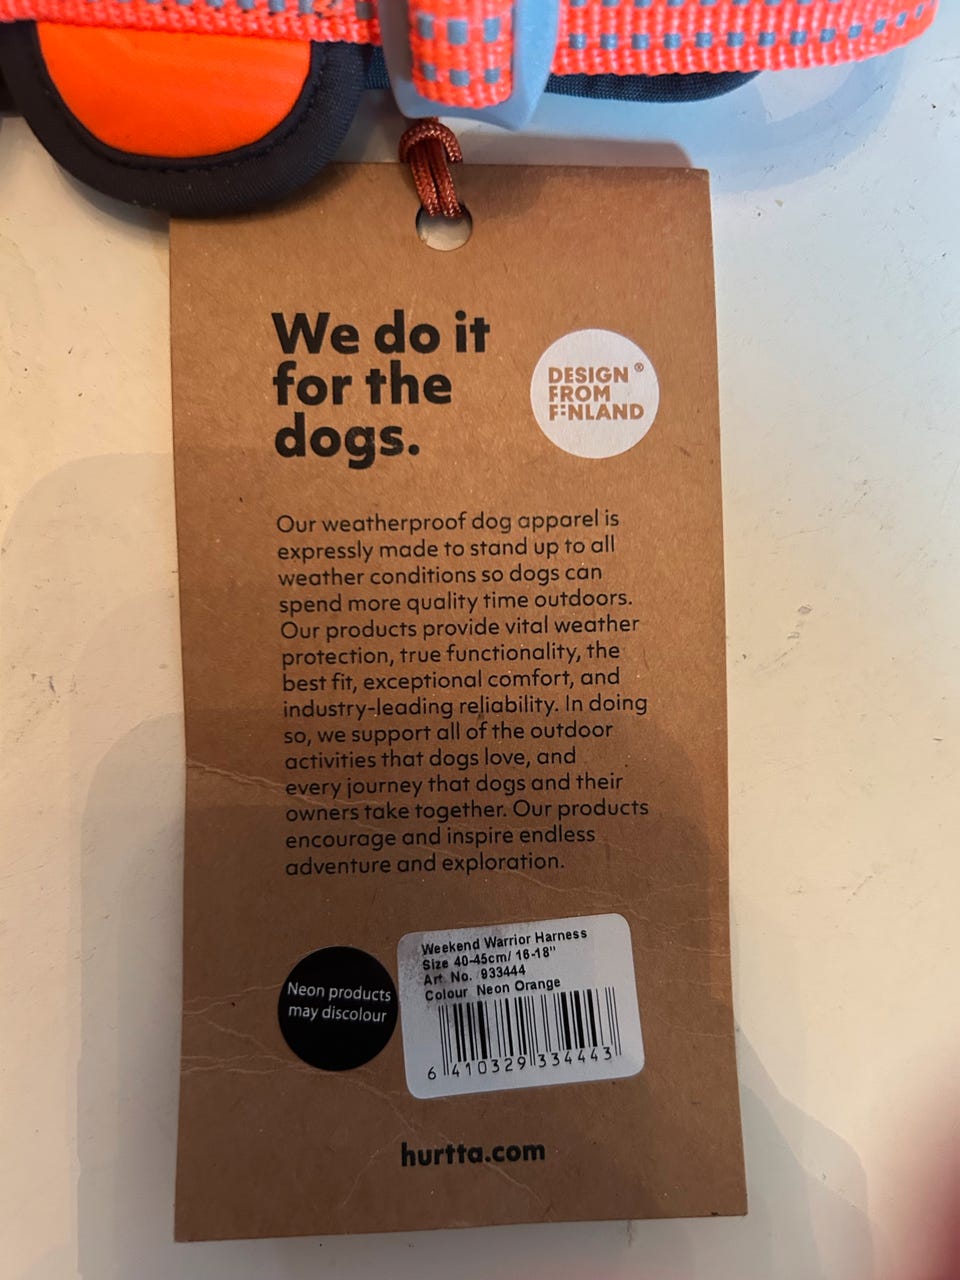 We do it
for the
dogs.
DESIGN ®
FROM
FINLAND
Our weatherproof dog apparel is
expressly made to stand up to all
weather conditions so dogs can
spend more quality time outdoors.
Our products provide vital weather
protection, true functionality, the
best fit, exceptional comfort, and
industry-leading reliability. In doing
so, we support all of the outdoor
activities that dogs love, and
every journey that dogs and their
owners take together. Our products
encourage and inspire endless
adventure and exploration.
Neon products
may discolour
Weekend Warrior Harness
Size 40-45cm/ 16-18"
Art. No. 933444
Colour Neon Orange
6 410329 334443
hurtta.com